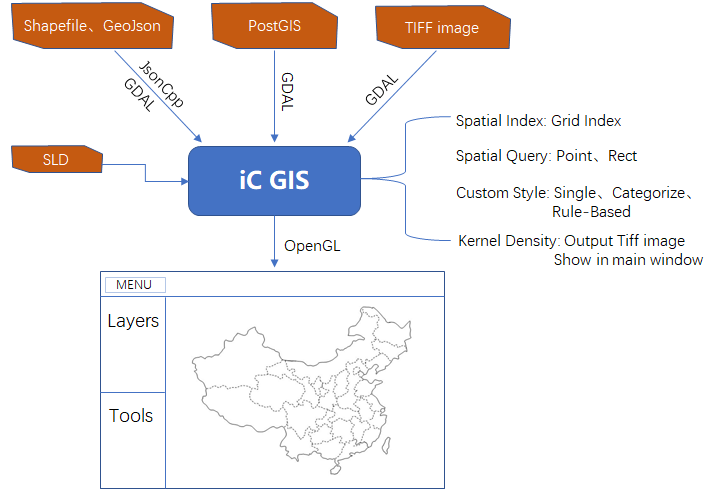 Shapefile、GeoJson
PostGIS
TIFF image
JsonCpp
GDAL
GDAL
GDAL
SLD
iC GIS
Spatial Index: Grid Index
Spatial Query: Point、Rect
Custom Style: Single、Categorize、
Rule-Based
Kernel Density: Output Tiff image
Show in main window
OpenGL
MENU
Layers
Tools